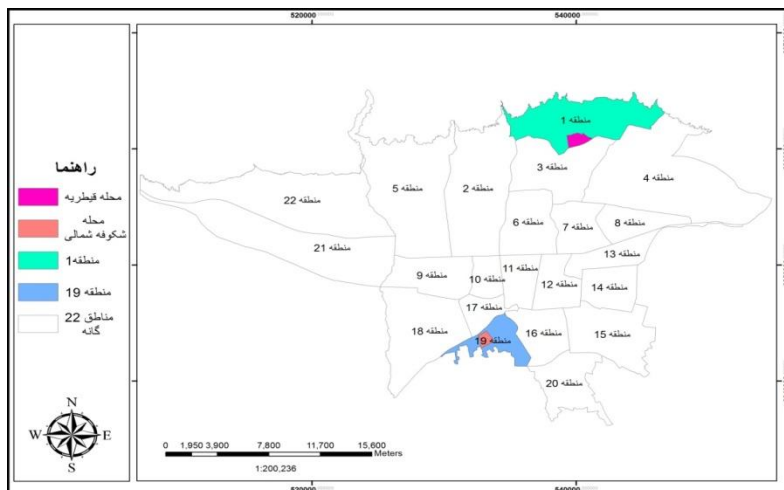 520000
540000
راهنما
محله قیطریه
محله
شکوفه شمالی
منطقه1
منطقه 19
مناطق 22
گانه
N
W
E
S
منطقه 1
منطقه 3
منطقه 4
منطقه 2
منطقه 5
منطقه 22
منطقه 6
منطقه 7
منطقه 8
منطقه 21
منطقه 13
منطقه 9
منطقه 10
منطقه 11
منطقه 12
منطقه 14
منطقه 17
منطقه 18
منطقه 19
منطقه 16
منطقه 15
منطقه 20
0 1,950 3,900 7,800 11,700 15,600
Meters
1:200,236
540000